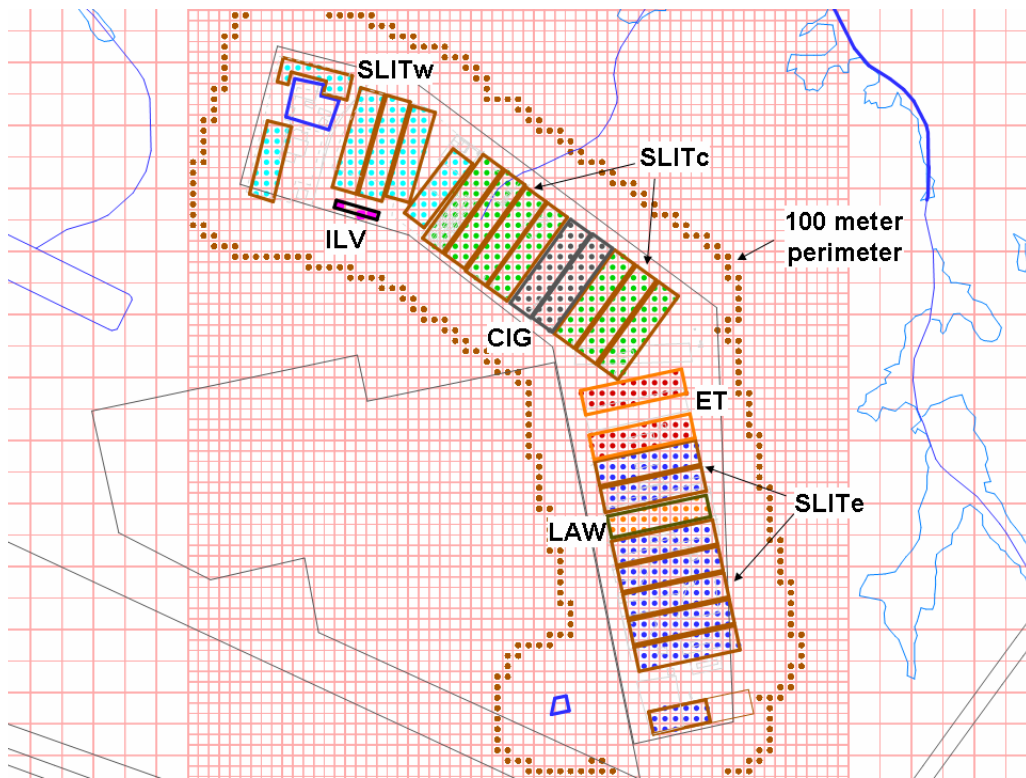 SLITw
SLITc
100 meter
perimeter
ILV
CIG
ET
SLITe
LAW